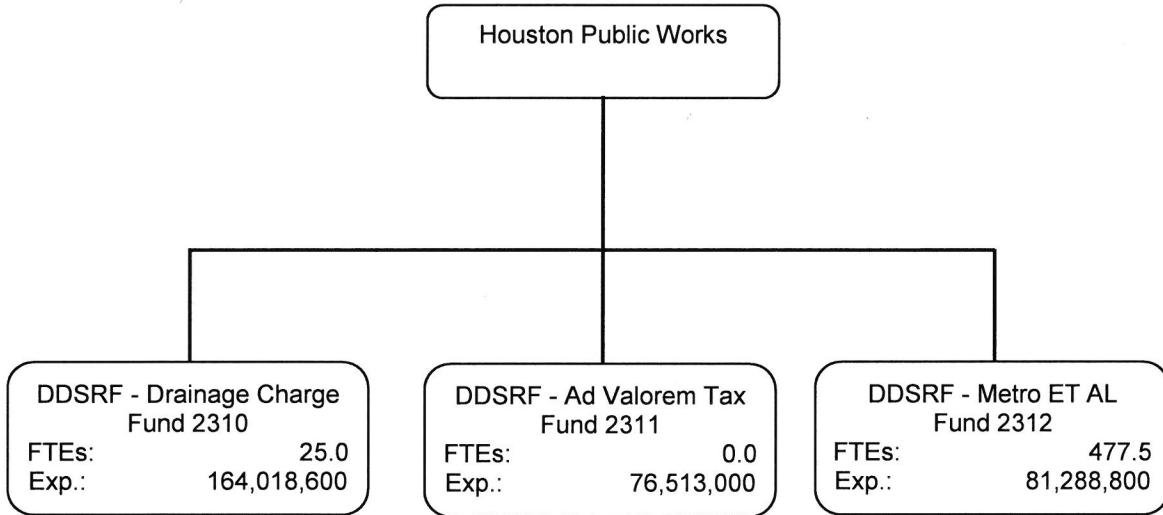 Houston Public Works
DDSRF - Drainage Charge
Fund 2310
FTEs: 25.0
Exp.: 164,018,600
DDSRF - Ad Valorem Tax
Fund 2311
FTEs: 0.0
Exp.: 76,513,000
DDSRF - Metro ET AL
Fund 2312
FTEs: 477.5
Exp.: 81,288,800